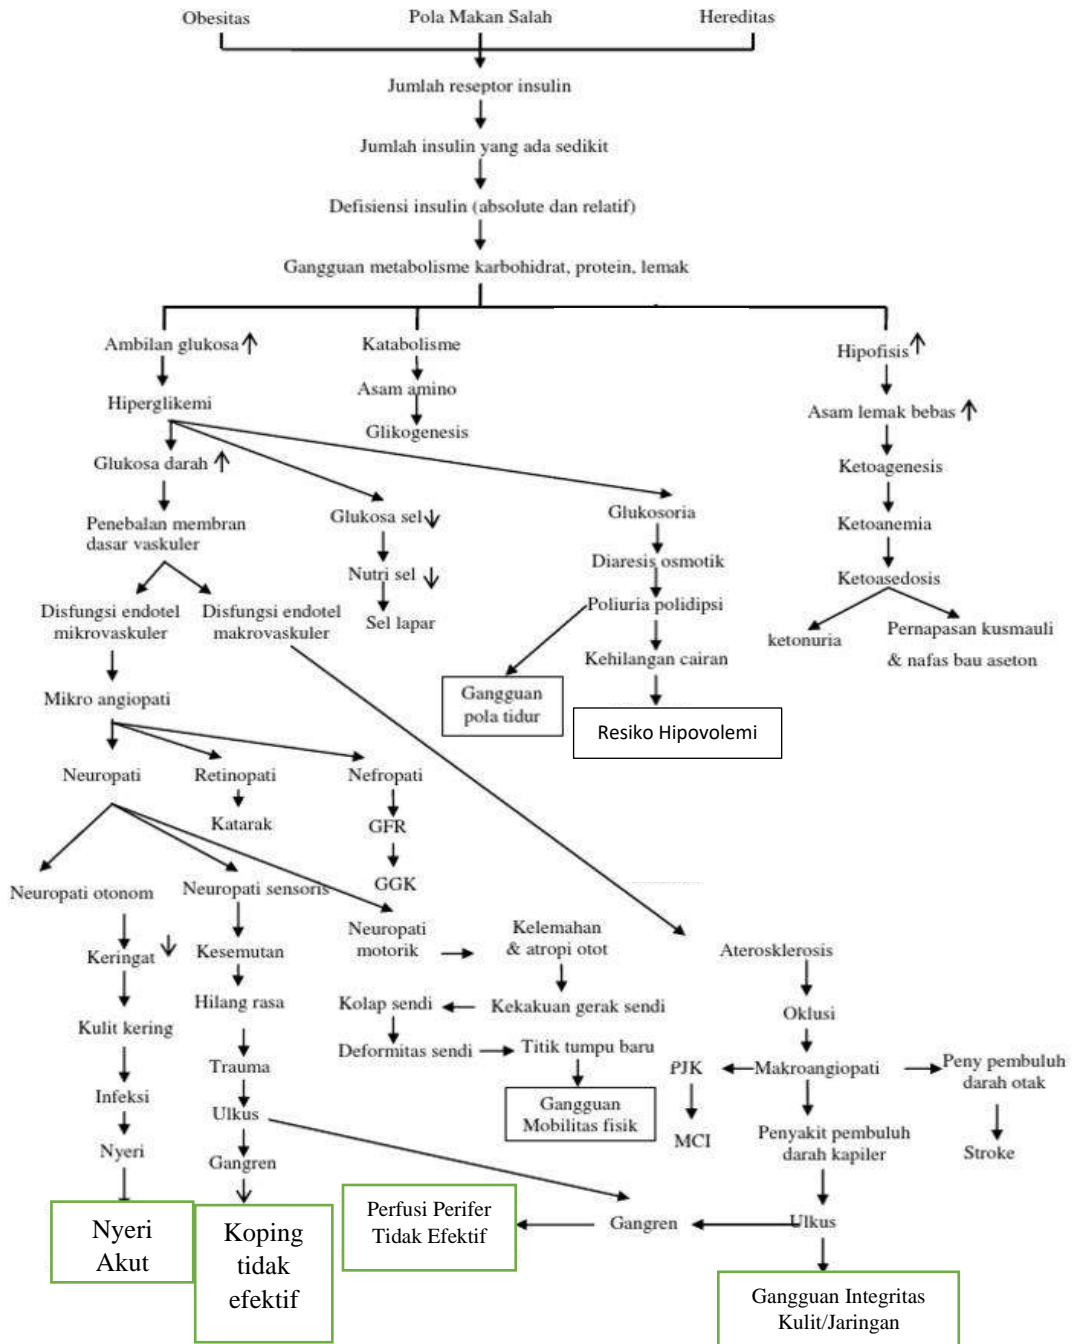 Obesitas
Pola Makan Salah
Hereditas
Jumlah reseptor insulin
Jumlah insulin yang ada sedikit
Defisiensi insulin (absolute dan relatif)
Gangguan metabolisme karbohidrat, protein, lemak
Ambilan glukosa ↑
Katabolisme
Hipofisis ↑
Asam amino
Hiperglikemi
Asam lemak bebas ↑
Glikogenesis
Glukosa darah ↑
Ketoagenesis
Penebalan membran
dasar vaskuler
Glukosa sel ↓
Glukosoria
Ketoanemia
Nutri sel ↓
Diaresis osmotik
Ketoasedosis
Disfungsi endotel
mikrovaskuler
Disfungsi endotel
makrovaskuler
Sel lapar
Poliuria polidipsi
ketonuria
Pernapasan kusmauli
& nafas bau aseton
Kehilangan cairan
Mikro angiopati
Gangguan
pola tidur
Resiko Hipovolemi
Neuropati
Retinopati
Nefropati
Katarak
GFR
Neuropati otonom
Neuropati sensoris
GGK
Neuropati
motorik
Kelemahan
& atropi otot
Keringat ↓
Kesemutan
Aterosklerosis
Hilang rasa
Kolap sendi
Kekakuan gerak sendi
Oklusi
Kulit kering
Deformitas sendi
Titik tumpu baru
Trauma
PJK
Makroangiopati
Peny pembuluh
darah otak
Infeksi
Ulkus
Gangguan
Mobilitas fisik
MCI
Penyakit pembuluh
darah kapiler
Stroke
Nyeri
Gangren
Nyeri
Akut
Koping
tidak
efektif
Perfusi Perifer
Tidak Efektif
Gangren
Ulkus
Gangguan Integritas
Kulit/Jaringan